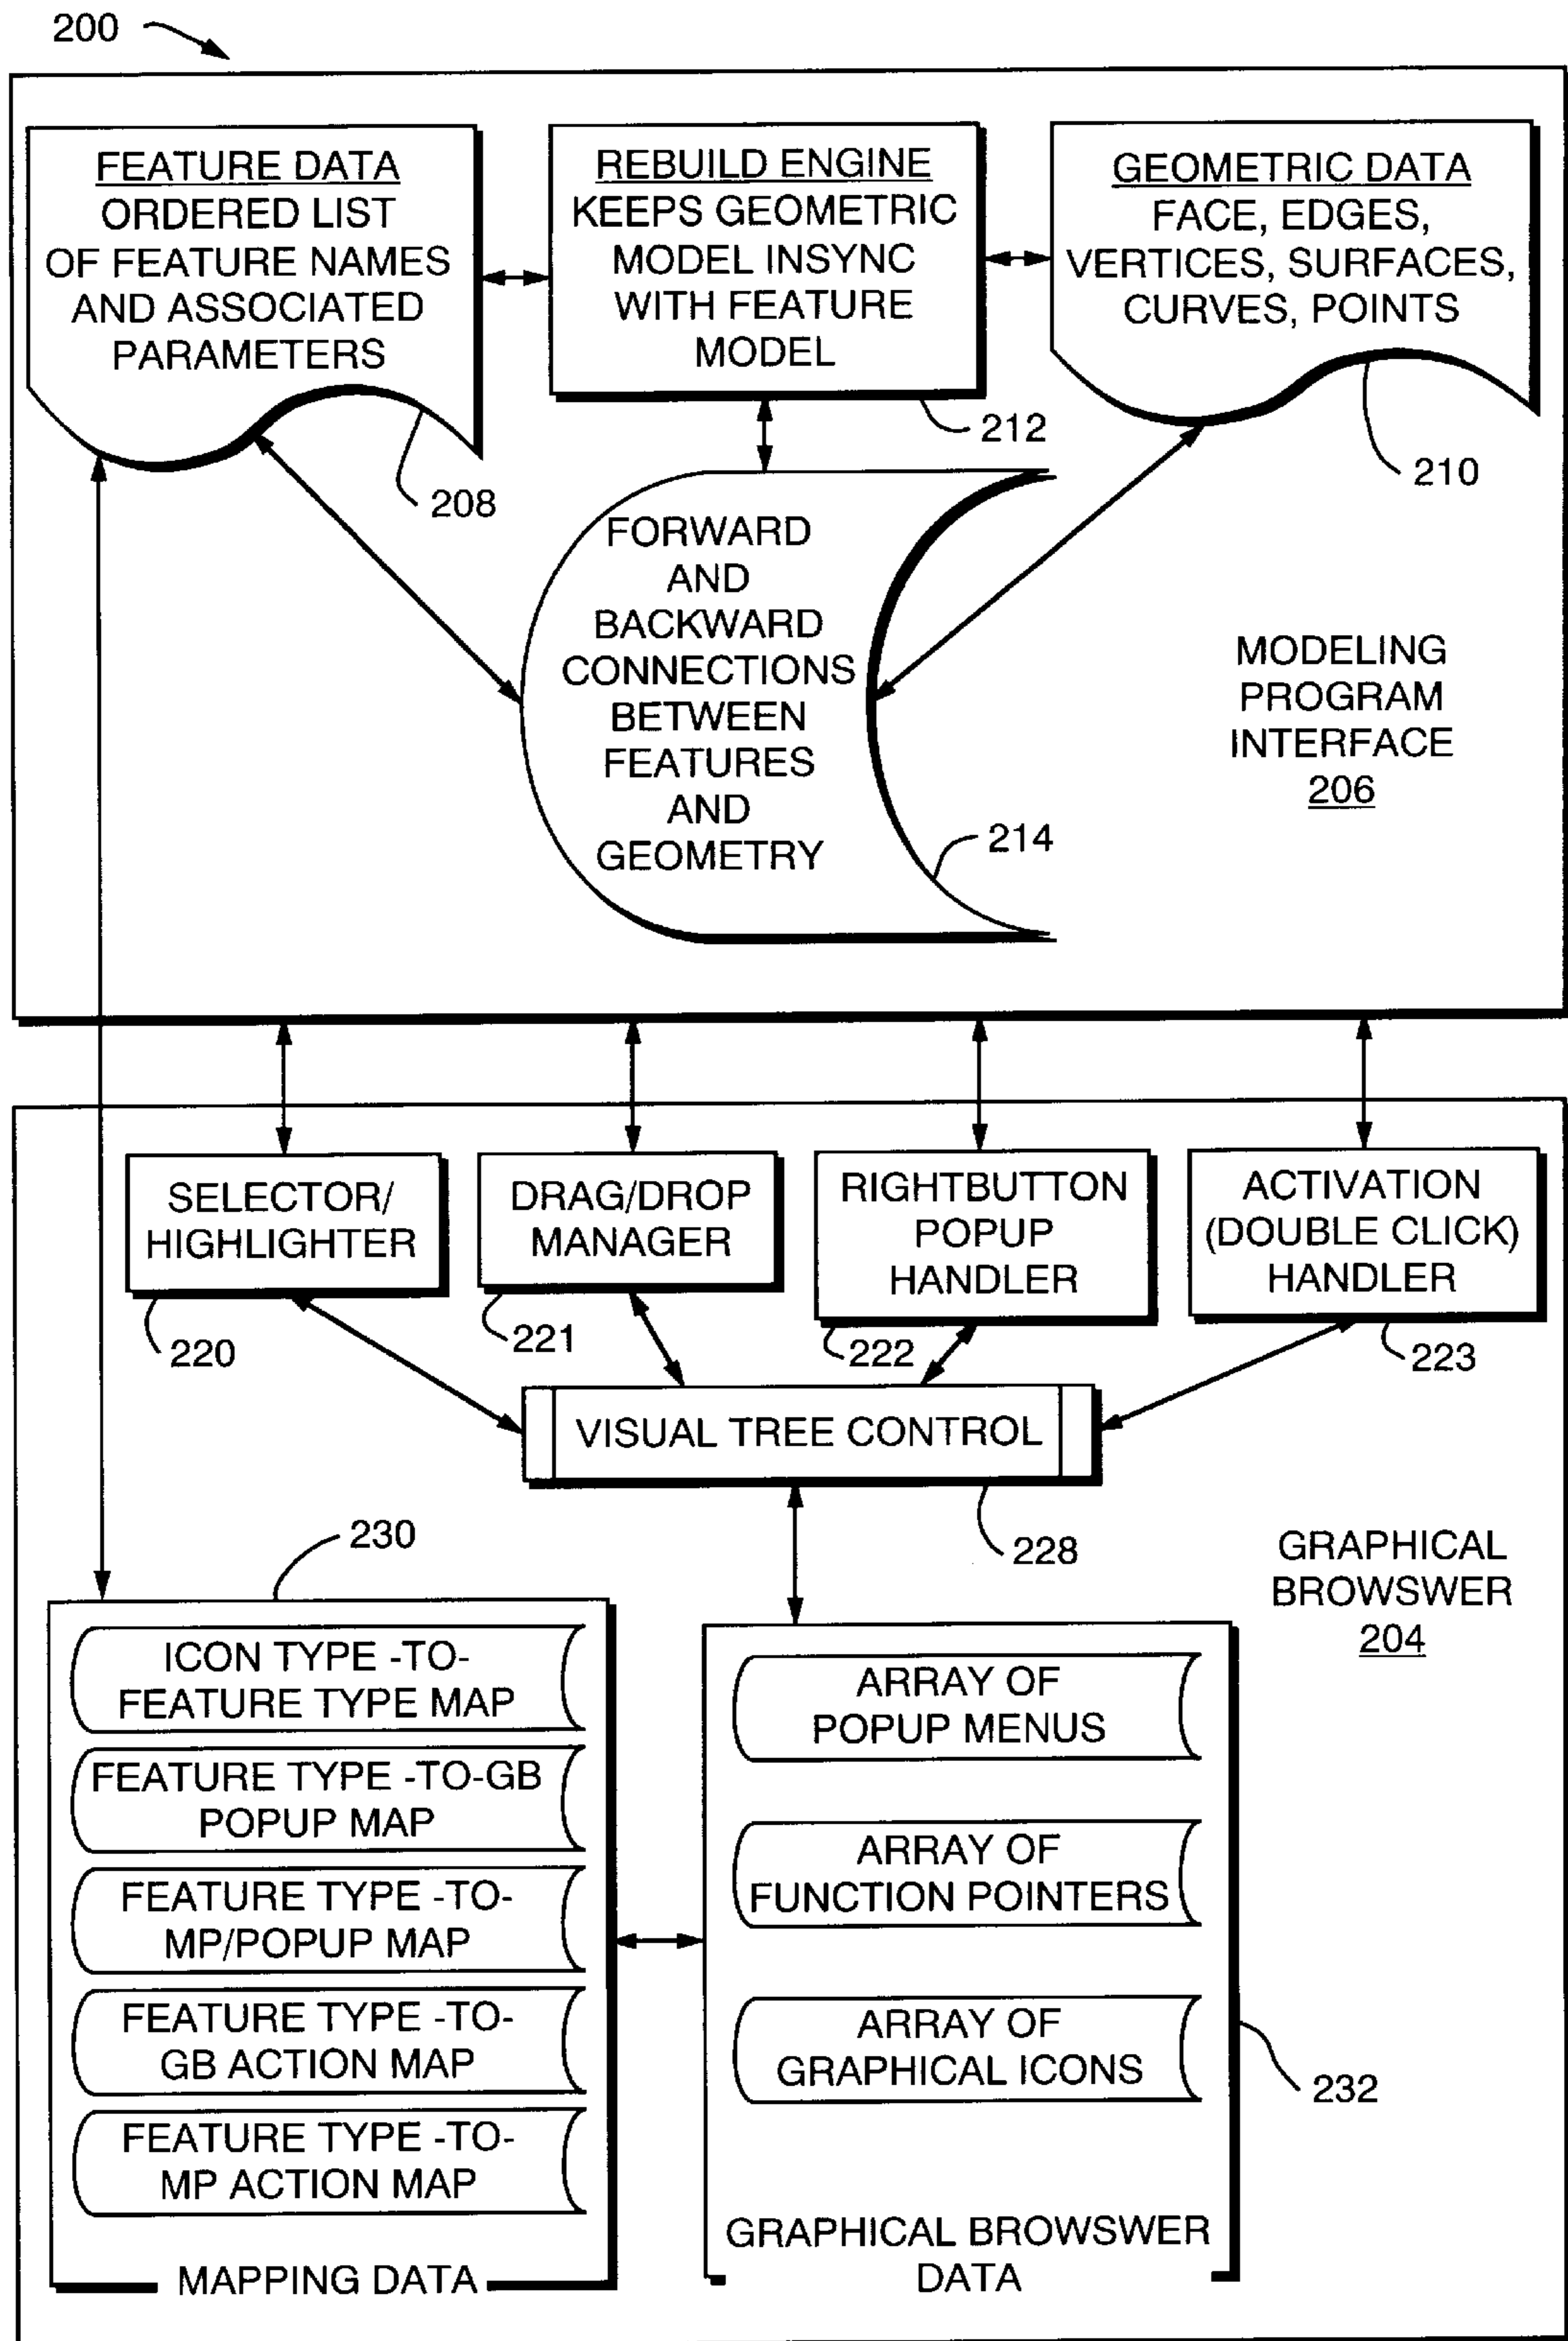 200
FEATURE DATA
ORDERED LIST
OF FEATURE NAMES
AND ASSOCIATED
PARAMETERS
208
REBUILD ENGINE
KEEPS GEOMETRIC
MODEL INSYNC
WITH FEATURE
MODEL
212
GEOMETRIC DATA
FACE, EDGES,
VERTICES, SURFACES,
CURVES, POINTS
210
FORWARD
AND
BACKWARD
CONNECTIONS
BETWEEN
FEATURES
AND
GEOMETRY
214
MODELING
PROGRAM
INTERFACE
206
SELECTOR/
HIGHLIGHTER
220
DRAG/DROP
MANAGER
221
RIGHTBUTTON
POPUP
HANDLER
222
ACTIVATION
(DOUBLE CLICK)
HANDLER
223
VISUAL TREE CONTROL
228
GRAPHICAL
BROWSWER
204
230
ICON TYPE -TO-
FEATURE TYPE MAP
FEATURE TYPE -TO-GB
POPUP MAP
FEATURE TYPE -TO-
MP/POPUP MAP
FEATURE TYPE -TO-
GB ACTION MAP
FEATURE TYPE -TO-
MP ACTION MAP
MAPPING DATA
ARRAY OF
POPUP MENUS
ARRAY OF
FUNCTION POINTERS
ARRAY OF
GRAPHICAL ICONS
232
GRAPHICAL BROWSWER
DATA